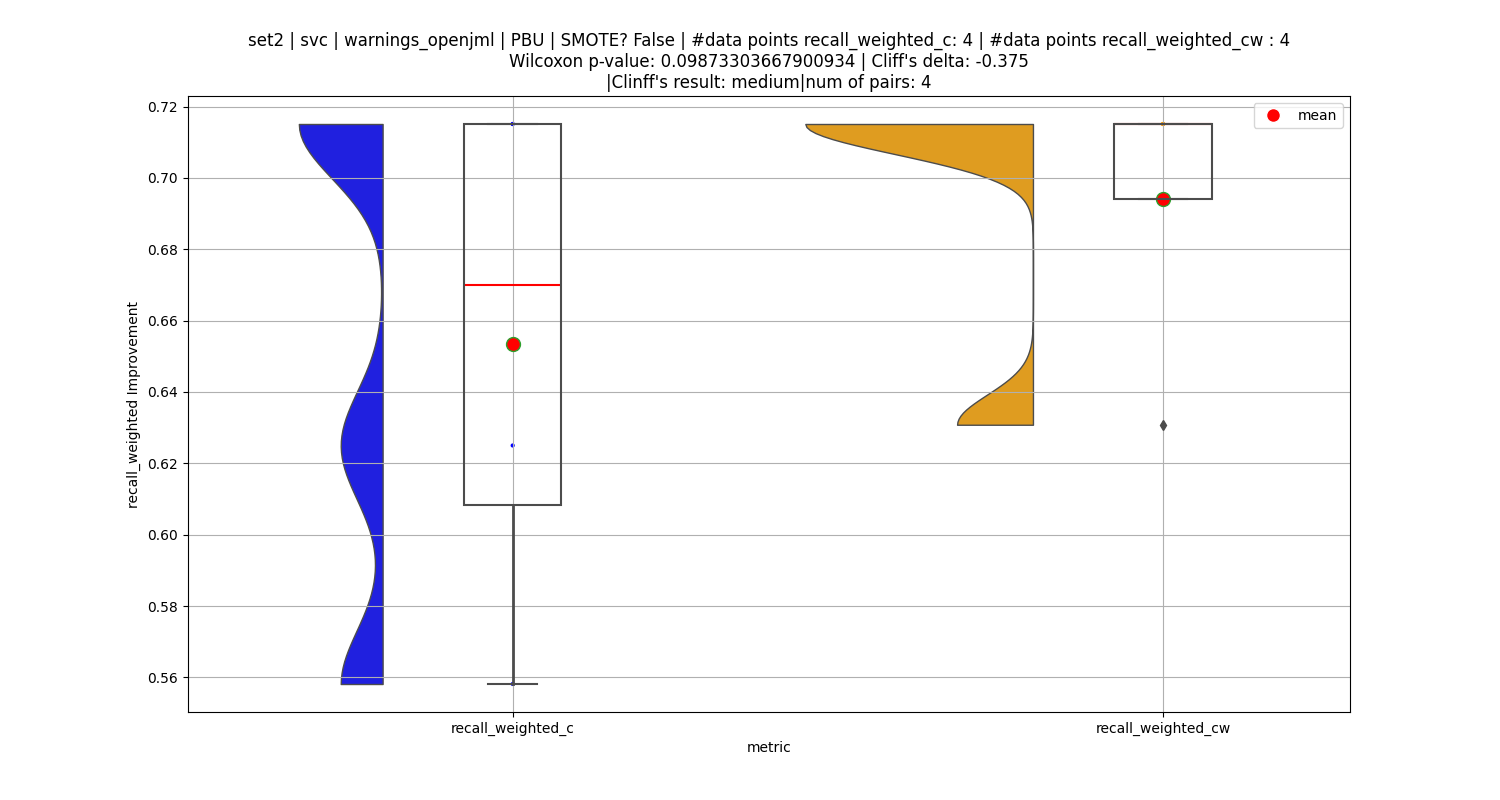 set2 | svc | warnings_openjml | PBU | SMOTE? False | #data points recall_weighted_c: 4 | #data points recall_weighted_cw : 4
Wilcoxon p-value: 0.09873303667900934 | Cliff's delta: -0.375
|Clinff's result: medium|num of pairs: 4
mean
0.72
0.70
0.68
0.66
0.64
0.62
0.60
0.58
0.56
recall_weighted Improvement
recall_weighted_c
recall_weighted_cw
metric